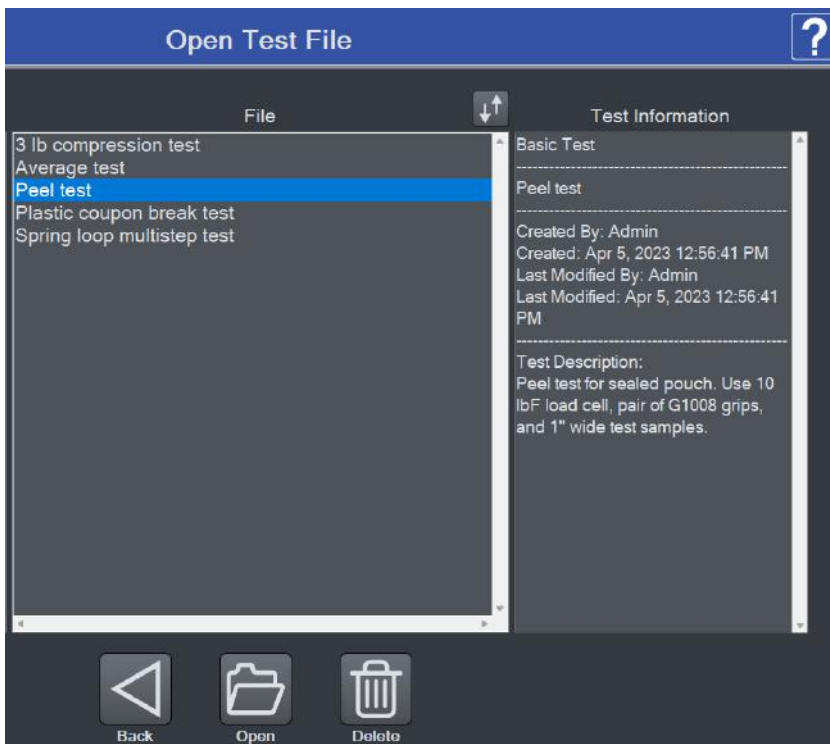 Open Test File
?
File
Test Information
3 lb compression test
Average test
Peel test
Plastic coupon break test
Spring loop multistep test
Basic Test
Peel test
Created By: Admin
Created: Apr 5, 2023 12:56:41 PM
Last Modified By: Admin
Last Modified: Apr 5, 2023 12:56:41
PM
Test Description:
Peel test for sealed pouch. Use 10
lbF load cell, pair of G1008 grips,
and 1" wide test samples.
Back
Open
Delete